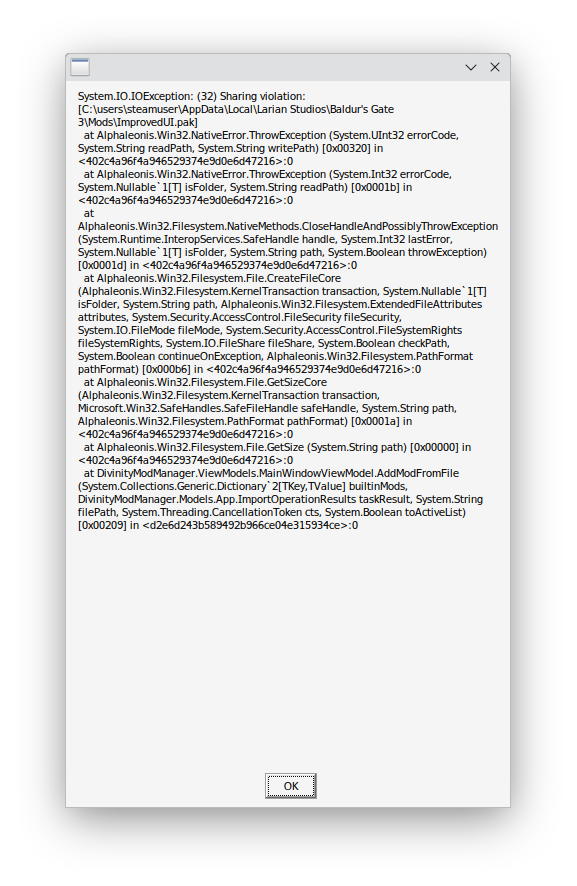 System.IO.IOException: (32) Sharing violation:
[C:\users\steamuser\AppData\Local\Larian Studios\Baldur's Gate
3\Mods\ImprovedUI.pak]
at Alphaleonis.Win32.NativeError.ThrowException (System.UInt32 errorCode,
System.String readPath, System.String writePath) [0x00320] in
<402c4a96f4a946529374e9d0e6d47216>:0
at Alphaleonis.Win32.NativeError.ThrowException (System.Int32 errorCode,
System.Nullable`1[T] isFolder, System.String readPath) [0x0001b] in
<402c4a96f4a946529374e9d0e6d47216>:0
at
Alphaleonis.Win32.Filesystem.NativeMethods.CloseHandleAndPossiblyThrowException
(System.Runtime.InteropServices.SafeHandle handle, System.Int32 lastError,
System.Nullable`1[T] isFolder, System.String path, System.Boolean throwException)
[0x0001d] in <402c4a96f4a946529374e9d0e6d47216>:0
at Alphaleonis.Win32.Filesystem.File.CreateFileCore
(Alphaleonis.Win32.Filesystem.KernelTransaction transaction, System.Nullable`1[T]
isFolder, System.String path, Alphaleonis.Win32.Filesystem.ExtendedFileAttributes
attributes, System.Security.AccessControl.FileSecurity fileSecurity,
System.IO.FileMode fileMode, System.Security.AccessControl.FileSystemRights
fileSystemRights, System.IO.FileShare fileShare, System.Boolean checkPath,
System.Boolean continueOnException, Alphaleonis.Win32.Filesystem.PathFormat
pathFormat) [0x000b6] in <402c4a96f4a946529374e9d0e6d47216>:0
at Alphaleonis.Win32.Filesystem.File.GetSizeCore
(Alphaleonis.Win32.Filesystem.KernelTransaction transaction,
Microsoft.Win32.SafeHandles.SafeFileHandle safeHandle, System.String path,
Alphaleonis.Win32.Filesystem.PathFormat pathFormat) [0x0001a] in
<402c4a96f4a946529374e9d0e6d47216>:0
at Alphaleonis.Win32.Filesystem.File.GetSize (System.String path) [0x00000] in
<402c4a96f4a946529374e9d0e6d47216>:0
at DivinityModManager.ViewModels.MainWindowViewModel.AddModFromFile
(System.Collections.Generic.Dictionary`2[TKey,TValue] builtinMods,
DivinityModManager.Models.App.ImportOperationResults taskResult, System.String
filePath, System.Threading.CancellationToken cts, System.Boolean toActiveList)
[0x00209] in <d2e6d243b589492b966ce04e315934ce>:0
OK